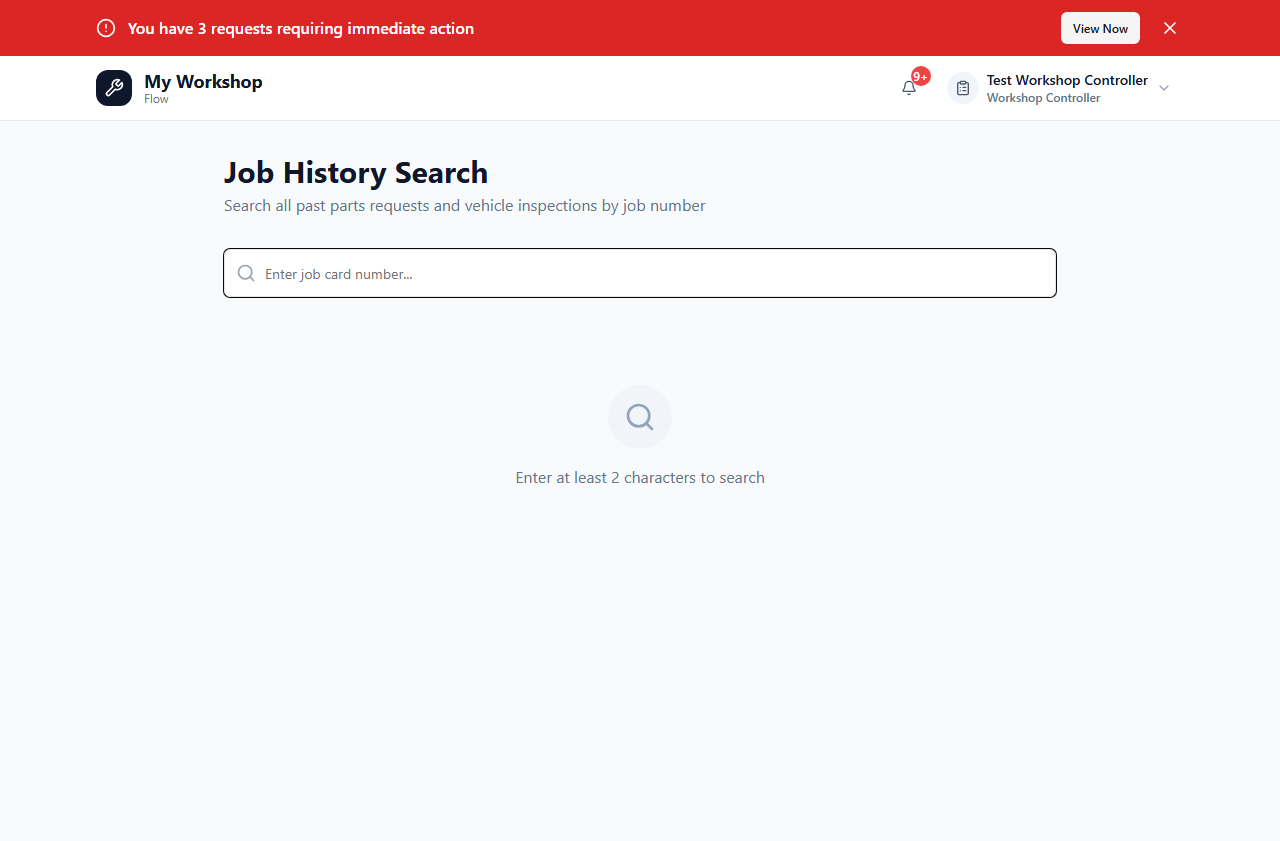 You have 3 requests requiring immediate action
View Now
My Workshop
Flow
9+
Test Workshop Controller
Workshop Controller
Job History Search
Search all past parts requests and vehicle inspections by job number
Enter job card number...
Enter at least 2 characters to search